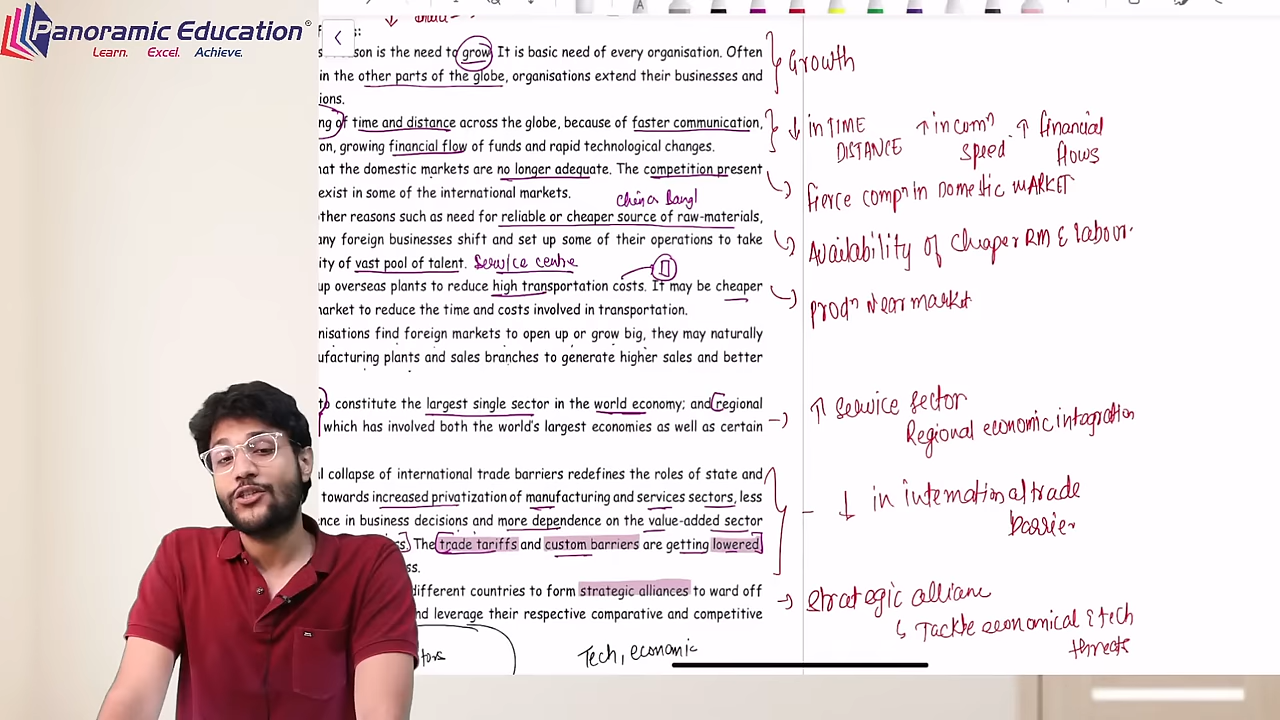 Panoramic Education
Learn. Excel. Achieve.
son is the need to grow. It is basic need of every organisation. Often
in the other parts of the globe, organisations extend their businesses and
ions.
} Growth
ng of time and distance across the globe, because of faster communication,
on, growing financial flow of funds and rapid technological changes.
↓ in TIME DISTANCE ↑ in comⁿ speed. ↑ financial flows
hat the domestic markets are no longer adequate. The competition present
exist in some of the international markets.
fierce compⁿ in Domestic MARKET
china Bangl
ther reasons such as need for reliable or cheaper source of raw-materials,
any foreign businesses shift and set up some of their operations to take
ity of vast pool of talent. Service centre
Availability of cheaper RM & labour.
up overseas plants to reduce high transportation costs. It may be cheaper
market to reduce the time and costs involved in transportation.
prodⁿ near market
nisations find foreign markets to open up or grow big, they may naturally
ufacturing plants and sales branches to generate higher sales and better
to constitute the largest single sector in the world economy; and regional
which has involved both the world's largest economies as well as certain
↑ service sector
Regional economic integration
l collapse of international trade barriers redefines the roles of state and
towards increased privatization of manufacturing and services sectors, less
nce in business decisions and more dependence on the value-added sector
s]. The [trade tariffs and custom barriers are getting lowered]
ss.
- ↓ in international trade
barrier
different countries to form strategic alliances to ward off
nd leverage their respective comparative and competitive
→ strategic allianc
↳ Tackle economical & tech
threats
tors
Tech, economic